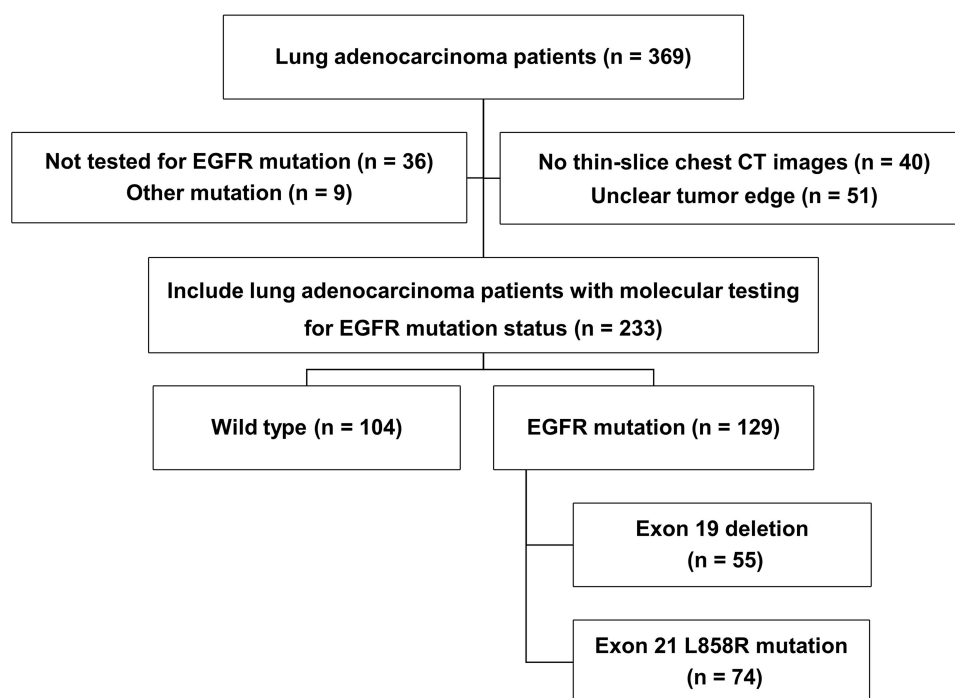 Lung adenocarcinoma patients (n = 369)
Not tested for EGFR mutation (n = 36)
Other mutation (n = 9)
No thin-slice chest CT images (n = 40)
Unclear tumor edge (n = 51)
Include lung adenocarcinoma patients with molecular testing
for EGFR mutation status (n = 233)
Wild type (n = 104)
EGFR mutation (n = 129)
Exon 19 deletion
(n = 55)
Exon 21 L858R mutation
(n = 74)